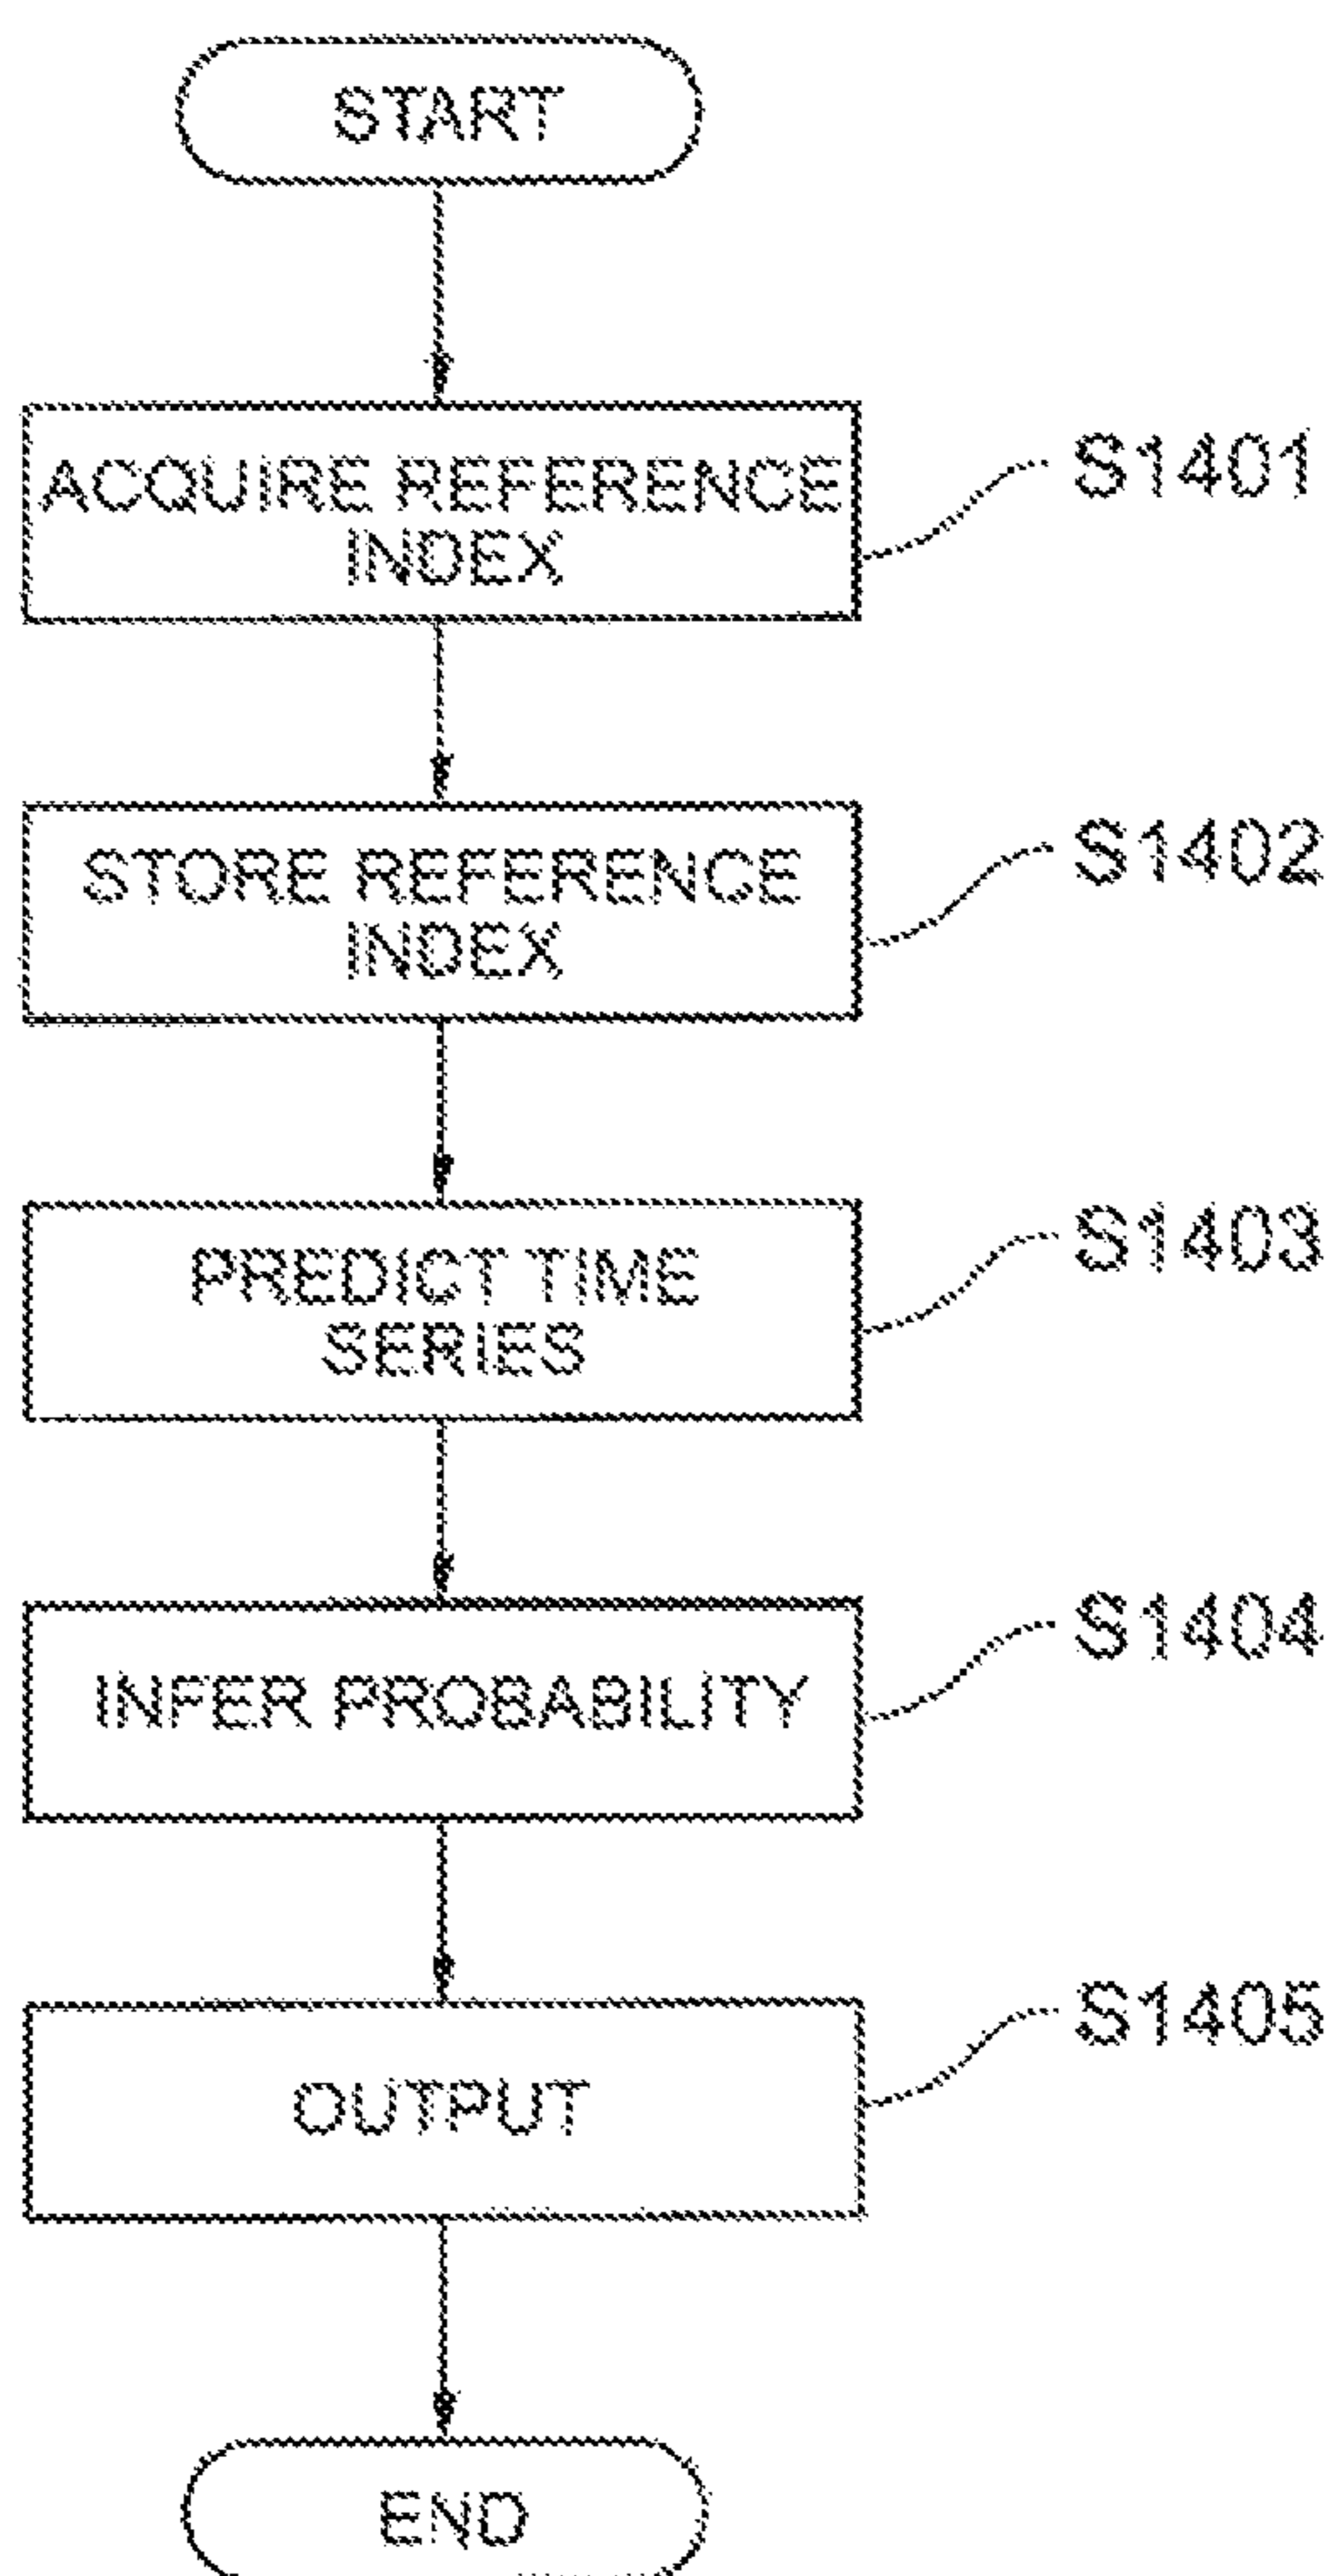 START
ACQUIRE REFERENCE
INDEX
S1401
STORE REFERENCE
INDEX
S1402
PREDICT TIME
SERIES
S1403
INFER PROBABILITY
S1404
OUTPUT
S1405
END